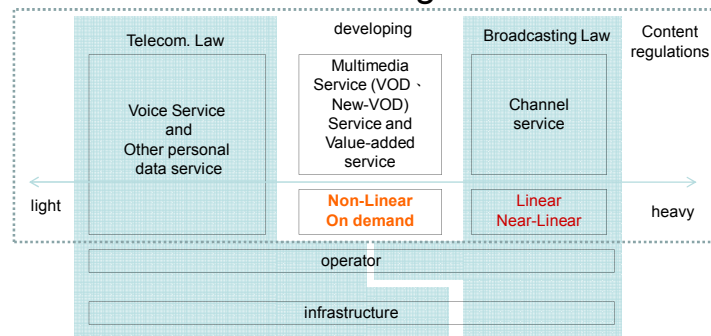 Telecom. Law
developing
Broadcasting Law
Content
regulations
Voice Service
and
Other personal
data service
Multimedia
Service (VOD、
New-VOD)
Service and
Value-added
service
Channel
service
light
Non-Linear
On demand
Linear
Near-Linear
heavy
operator
infrastructure